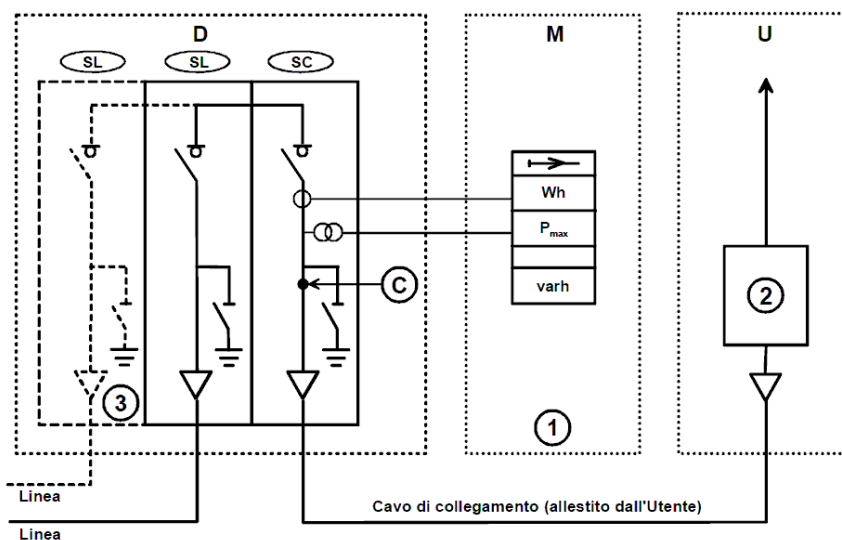 D
M
U
SL
SL
SC
Wh
Pmax
varh
C
2
3
1
Linea
Cavo di collegamento (allestito dall'Utente)
Linea